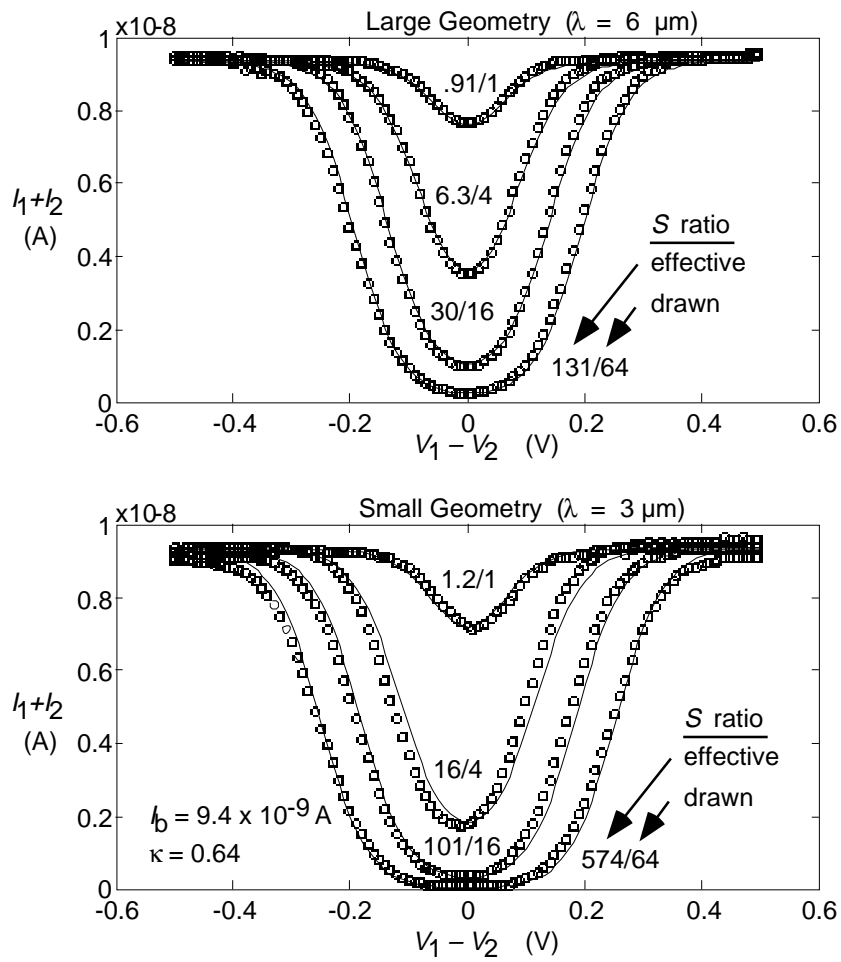 Large Geometry (λ = 6 µm)
x10-8
1
0.8
0.6
0.4
0.2
0
I1+I2
(A)
.91/1
6.3/4
30/16
131/64
S ratio
effective
drawn
-0.6 -0.4 -0.2 0 0.2 0.4 0.6
V1 – V2 (V)
Small Geometry (λ = 3 µm)
x10-8
1
0.8
0.6
0.4
0.2
0
I1+I2
(A)
1.2/1
16/4
101/16
574/64
S ratio
effective
drawn
Ib = 9.4 x 10-9 A
κ = 0.64
-0.6 -0.4 -0.2 0 0.2 0.4 0.6
V1 – V2 (V)